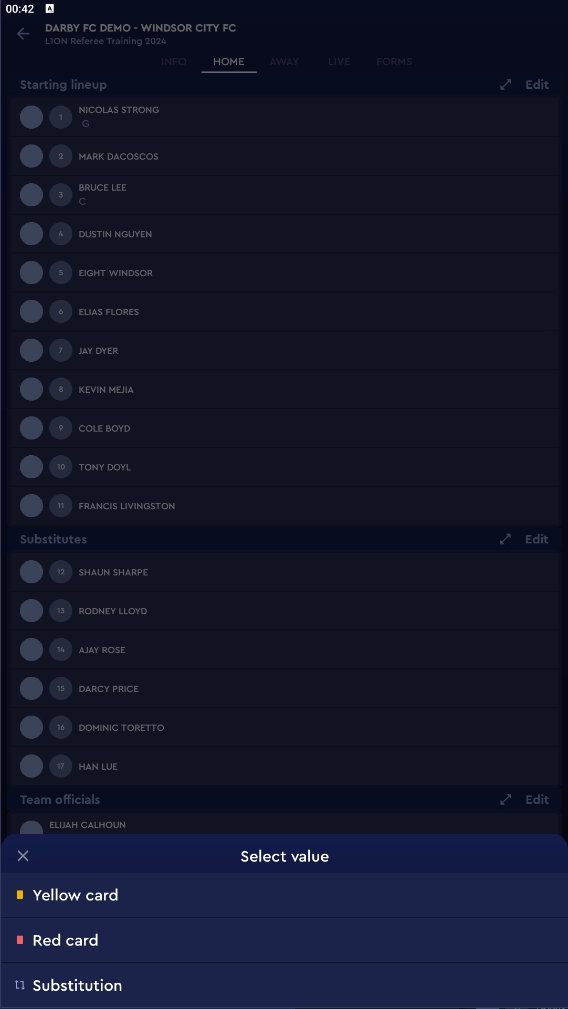 00:42 A
DARBY FC DEMO - WINDSOR CITY FC
L1ON Referee Training 2024
INFO HOME AWAY LIVE FORMS
Starting lineup Edit
1 NICOLAS STRONG
G
2 MARK DACOSCOS
3 BRUCE LEE
C
4 DUSTIN NGUYEN
5 EIGHT WINDSOR
6 ELIAS FLORES
7 JAY DYER
8 KEVIN MEJIA
9 COLE BOYD
10 TONY DOYL
11 FRANCIS LIVINGSTON
Substitutes Edit
12 SHAUN SHARPE
13 RODNEY LLOYD
14 AJAY ROSE
15 DARCY PRICE
16 DOMINIC TORETTO
17 HAN LUE
Team officials Edit
ELIJAH CALHOUN
Select value
Yellow card
Red card
Substitution